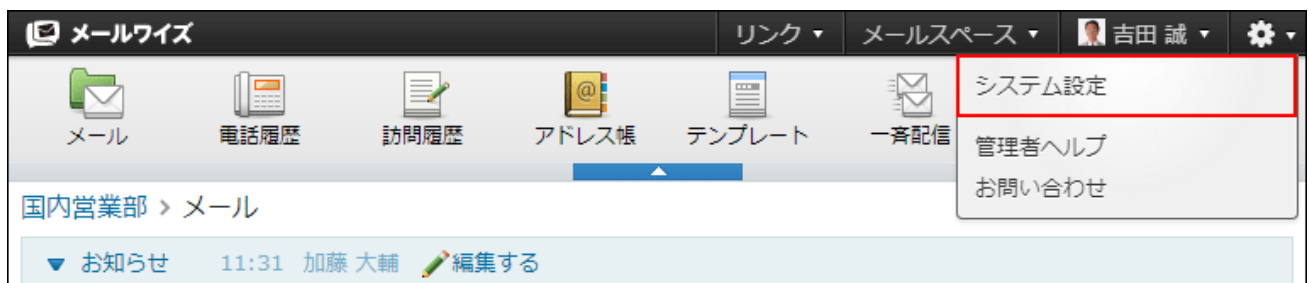 メールワイズ リンク ▼ メールスペース ▼ 吉田 誠 ▼
メール 電話履歴 訪問履歴 アドレス帳 テンプレート 一斉配信
システム設定
管理者ヘルプ
お問い合わせ
国内営業部 > メール
▼ お知らせ 11:31 加藤 大輔 編集する